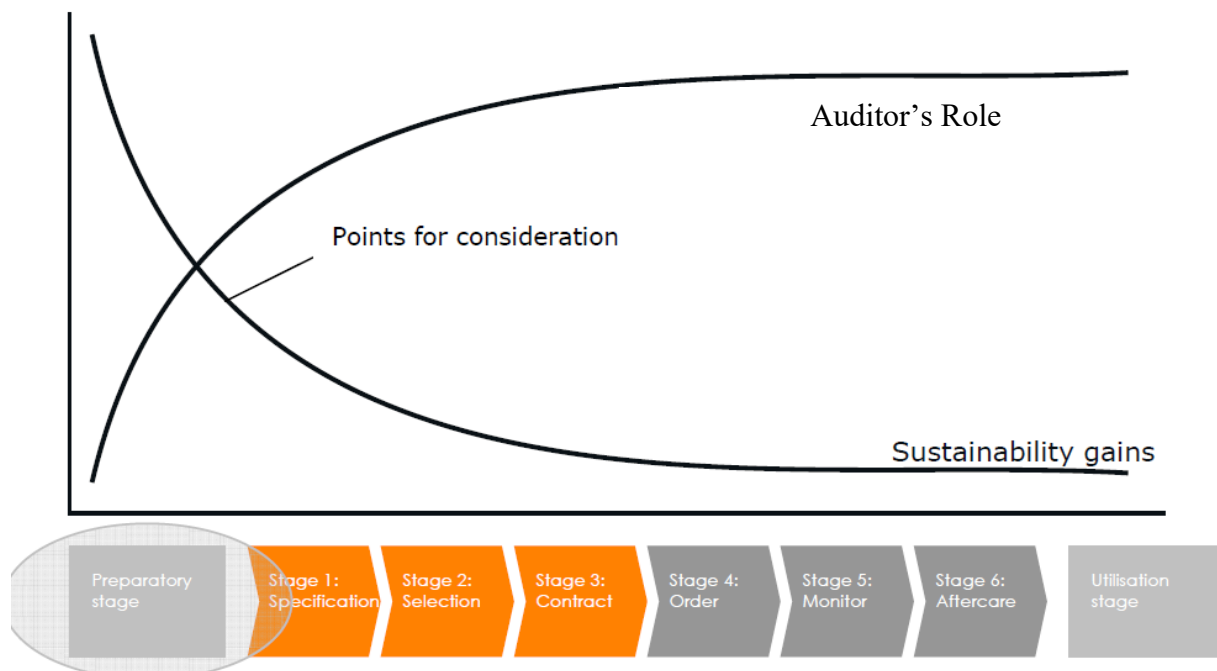 Auditor’s Role
Points for consideration
Sustainability gains
Preparatory
stage
Stage 1:
Specification
Stage 2:
Selection
Stage 3:
Contract
Stage 4:
Order
Stage 5:
Monitor
Stage 6:
Aftercare
Utilisation
stage